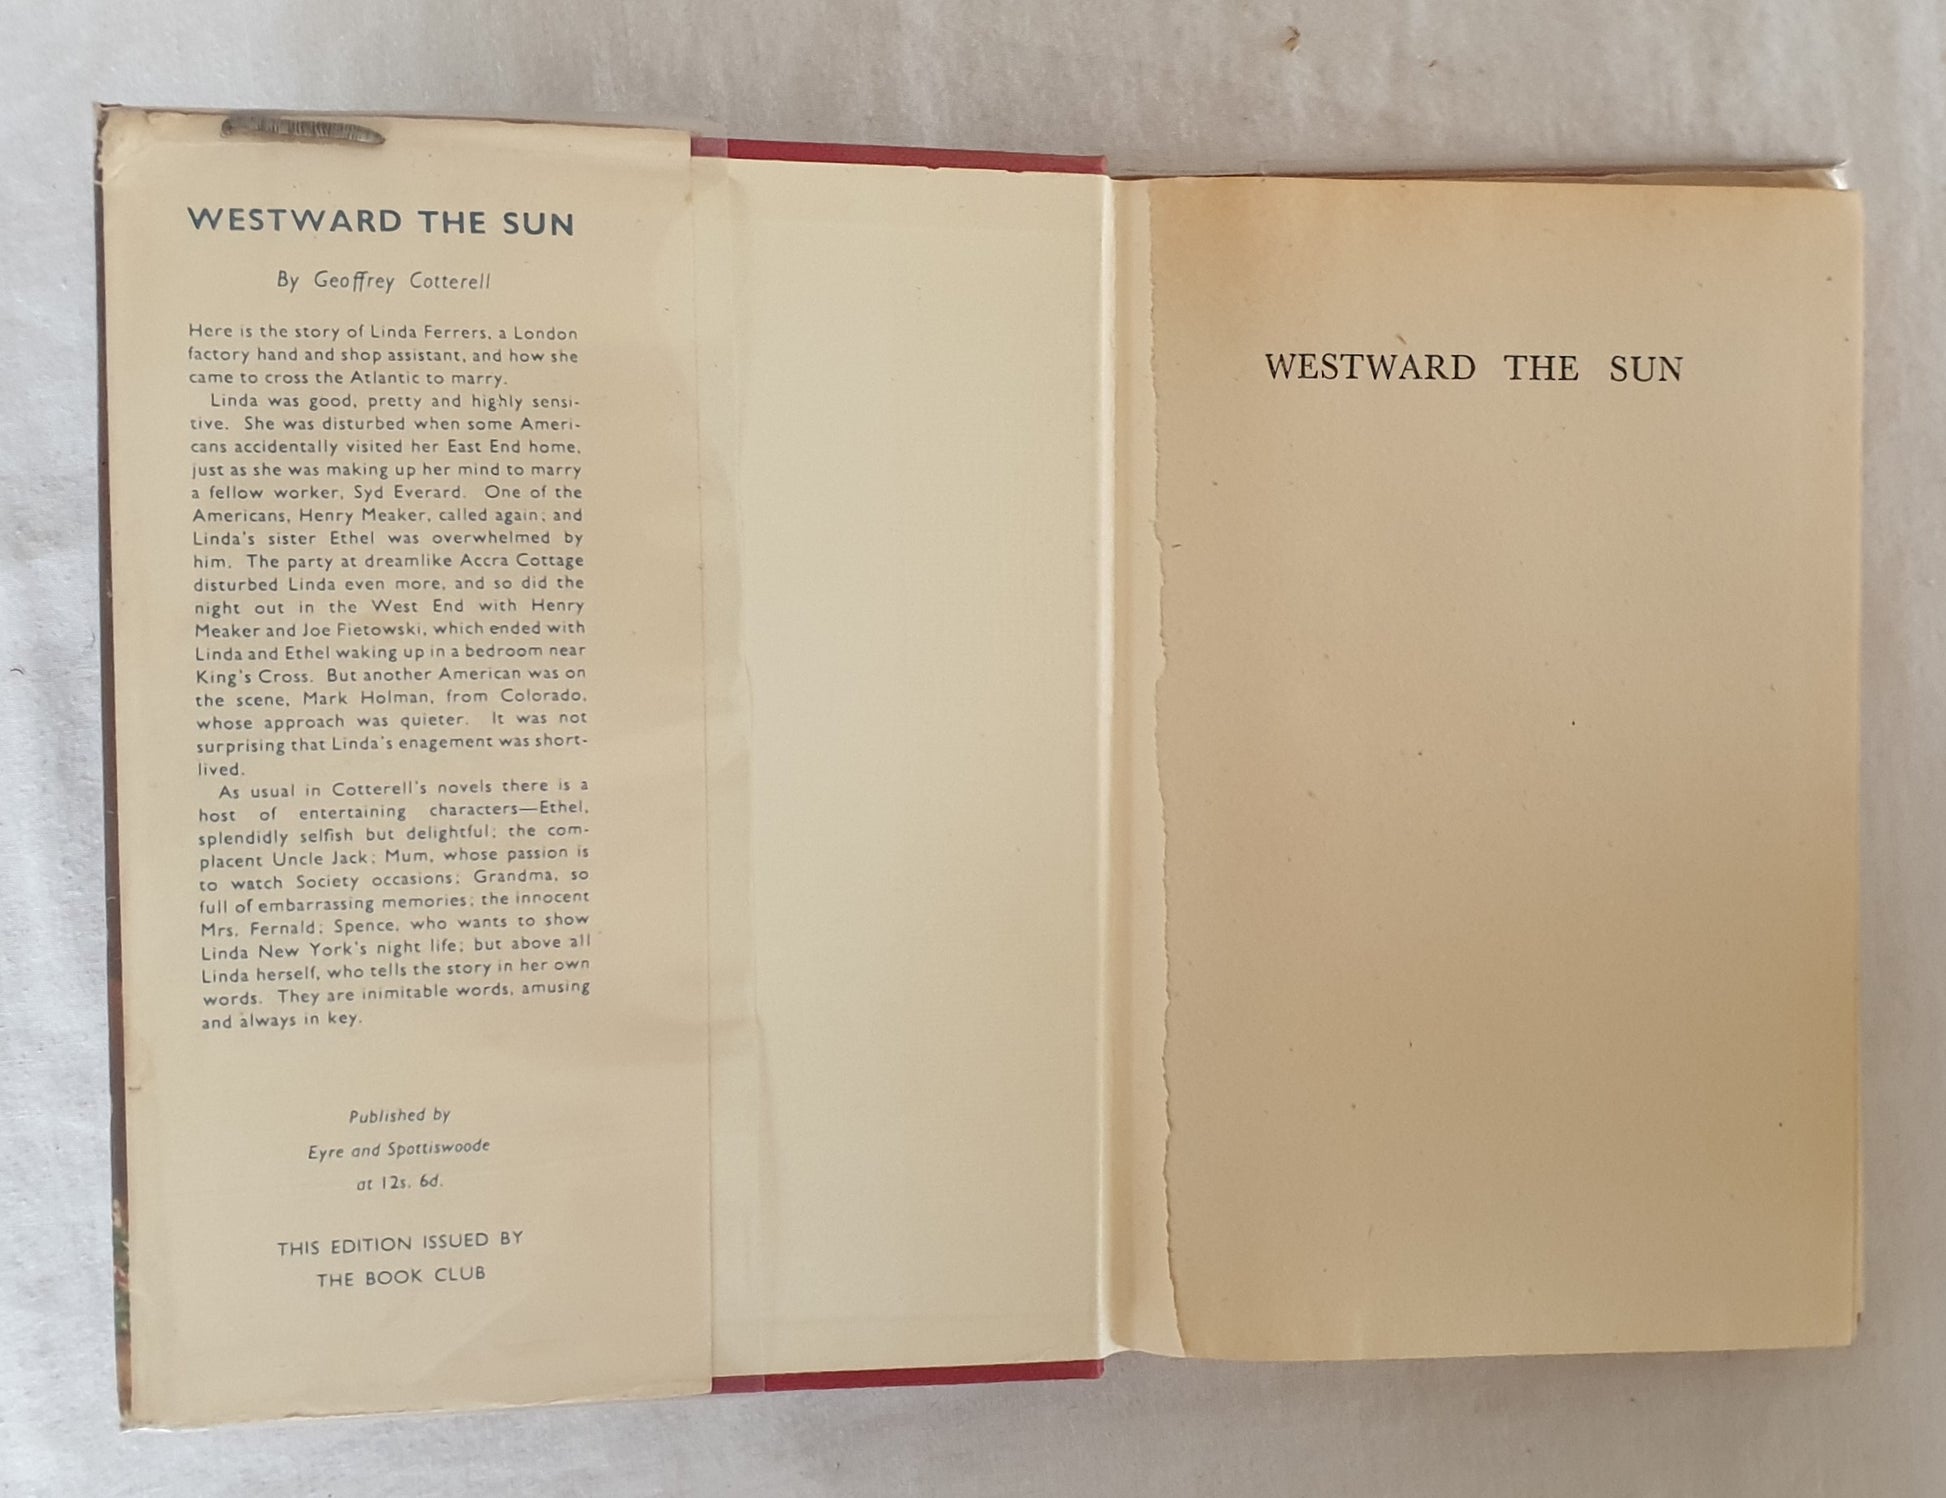 WESTWARD THE SUN
By Geoffrey Cotterell
Here is the story of Linda Ferrers, a London
factory hand and shop assistant, and how she
came to cross the Atlantic to marry.
Linda was good, pretty and highly sensi-
tive. She was disturbed when some Ameri-
cans accidentally visited her East End home,
just as she was making up her mind to marry
a fellow worker, Syd Everard. One of the
Americans, Henry Meaker, called again; and
Linda's sister Ethel was overwhelmed by
him. The party at dreamlike Accra Cottage
disturbed Linda even more, and so did the
night out in the West End with Henry
Meaker and Joe Fietowski, which ended with
Linda and Ethel waking up in a bedroom near
King's Cross. But another American was on
the scene, Mark Holman, from Colorado,
whose approach was quieter. It was not
surprising that Linda's enagement was short-
lived.
As usual in Cotterell's novels there is a
host of entertaining characters—Ethel,
splendidly selfish but delightful; the com-
placent Uncle Jack; Mum, whose passion is
to watch Society occasions; Grandma, so
full of embarrassing memories; the innocent
Mrs. Fernald; Spence, who wants to show
Linda New York's night life; but above all
Linda herself, who tells the story in her own
words. They are inimitable words, amusing
and always in key.
Published by
Eyre and Spottiswoode
at 12s. 6d.
THIS EDITION ISSUED BY
THE BOOK CLUB
WESTWARD THE SUN